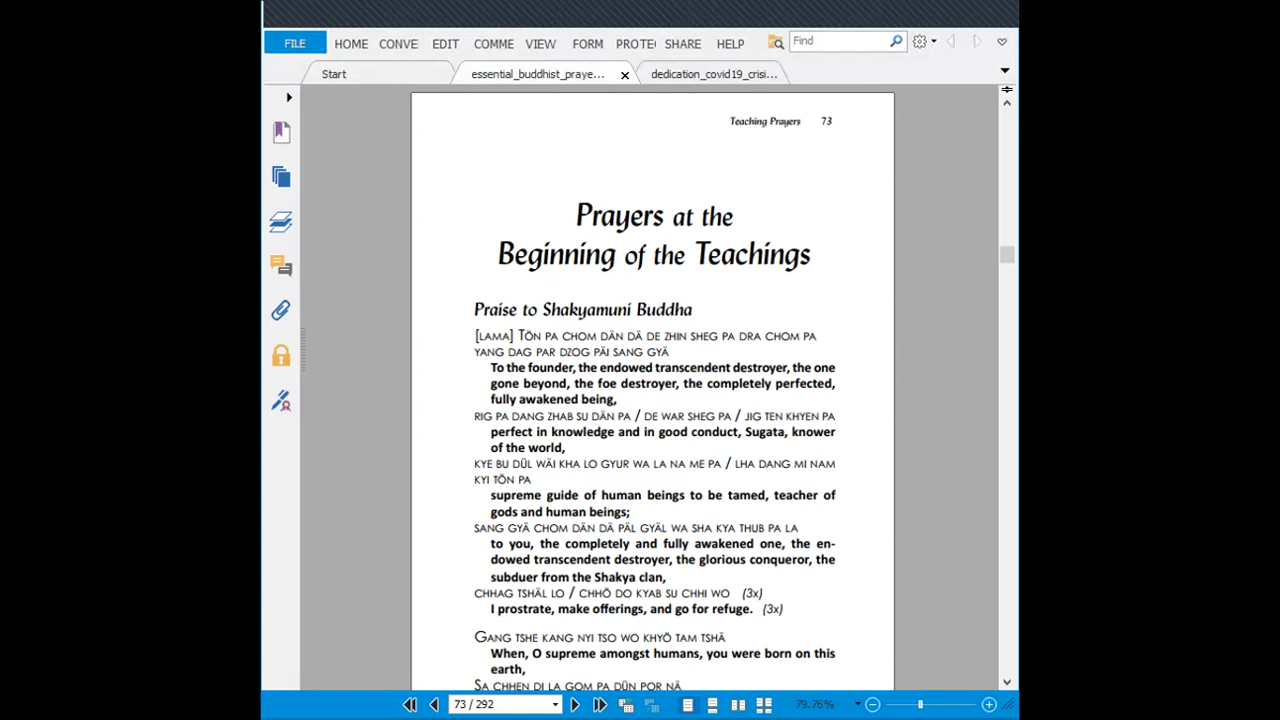 FILE HOME CONVE EDIT COMME VIEW FORM PROTE SHARE HELP Find
Start essential_buddhist_praye... dedication_covid19_crisi...
Teaching Prayers 73
Prayers at the
Beginning of the Teachings
Praise to Shakyamuni Buddha
[LAMA] TÖN PA CHOM DÄN DÄ DE ZHIN SHEG PA DRA CHOM PA
YANG DAG PAR DZOG PÄI SANG GYÄ
To the founder, the endowed transcendent destroyer, the one
gone beyond, the foe destroyer, the completely perfected,
fully awakened being,
RIG PA DANG ZHAB SU DÄN PA / DE WAR SHEG PA / JIG TEN KHYEN PA
perfect in knowledge and in good conduct, Sugata, knower
of the world,
KYE BU DÜL WÄI KHA LO GYUR WA LA NA ME PA / LHA DANG MI NAM
KYI TÖN PA
supreme guide of human beings to be tamed, teacher of
gods and human beings;
SANG GYÄ CHOM DÄN DÄ PÄL GYÄL WA SHA KYA THUB PA LA
to you, the completely and fully awakened one, the en-
dowed transcendent destroyer, the glorious conqueror, the
subduer from the Shakya clan,
CHHAG TSHÄL LO / CHHÖ DO KYAB SU CHHI WO (3x)
I prostrate, make offerings, and go for refuge. (3x)
GANG TSHE KANG NYI TSO WO KHYÖ TAM TSHÄ
When, O supreme amongst humans, you were born on this
earth,
SA CHHEN DI LA GOM PA DÜN POR NÄ
73 / 292 79.76%